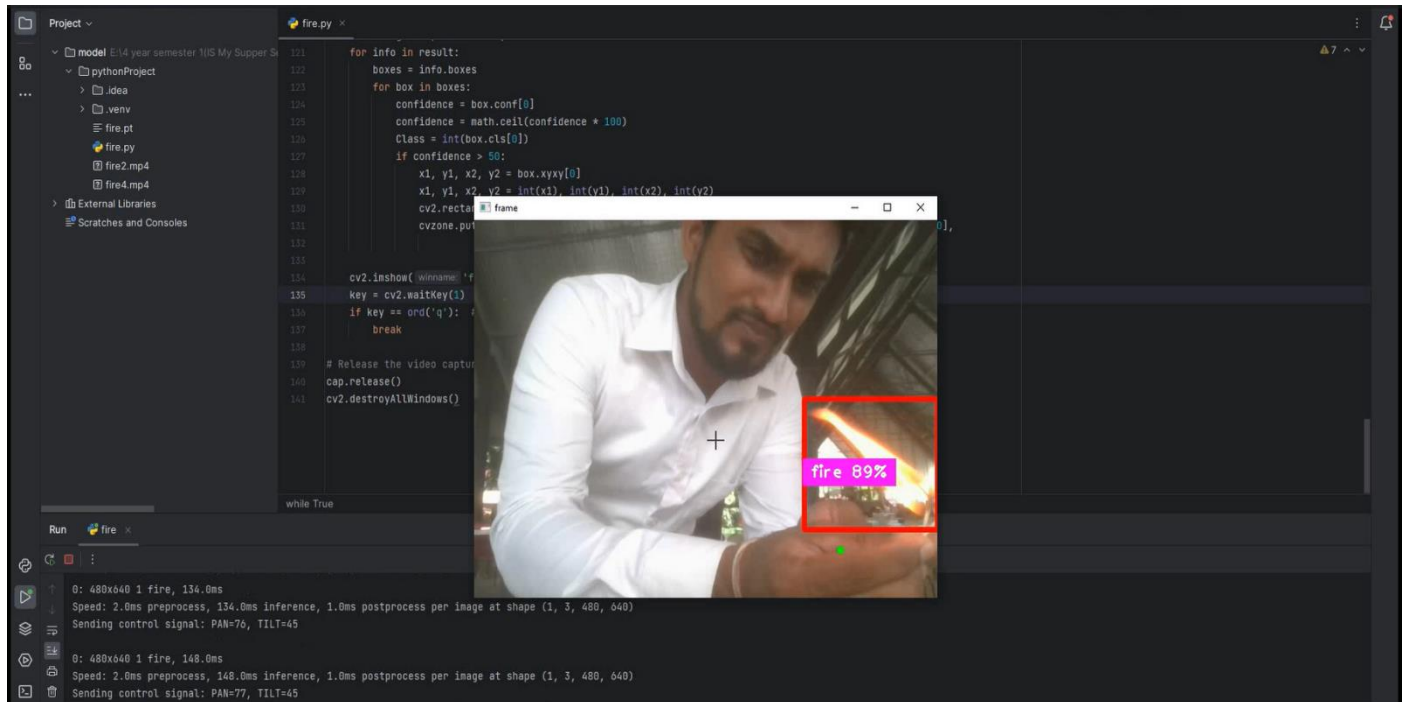 Project
fire.py
model E:\4 year semester 1(IS My Supper Se
pythonProject
.idea
.venv
fire.pt
fire.py
fire2.mp4
fire4.mp4
External Libraries
Scratches and Consoles
7
121 for info in result:
122 boxes = info.boxes
123 for box in boxes:
124 confidence = box.conf[0]
125 confidence = math.ceil(confidence * 100)
126 Class = int(box.cls[0])
127 if confidence > 50:
128 x1, y1, x2, y2 = box.xyxy[0]
129 x1, y1, x2, y2 = int(x1), int(y1), int(x2), int(y2)
130 cv2.rectan
131 cvzone.put 0],
132
133
134 cv2.imshow( winname: 'f
135 key = cv2.waitKey(1)
136 if key == ord('q'): #
137 break
138
139 # Release the video captur
140 cap.release()
141 cv2.destroyAllWindows()
while True
frame
fire 89%
Run fire
0: 480x640 1 fire, 134.0ms
Speed: 2.0ms preprocess, 134.0ms inference, 1.0ms postprocess per image at shape (1, 3, 480, 640)
Sending control signal: PAN=76, TILT=45
0: 480x640 1 fire, 148.0ms
Speed: 2.0ms preprocess, 148.0ms inference, 1.0ms postprocess per image at shape (1, 3, 480, 640)
Sending control signal: PAN=77, TILT=45